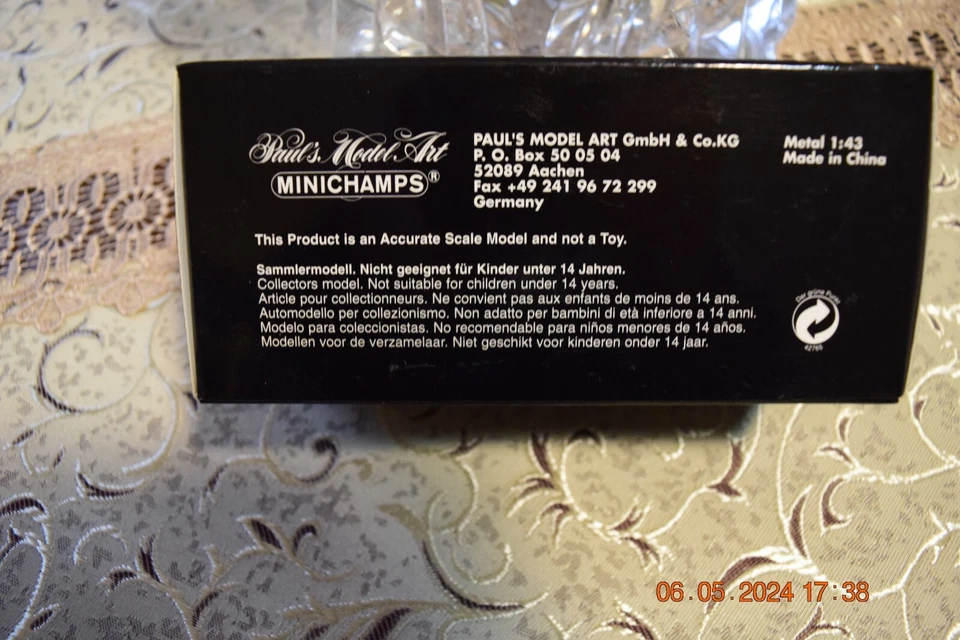 Paul's Model Art
MINICHAMPS®
PAUL'S MODEL ART GmbH & Co.KG
P. O. Box 50 05 04
52089 Aachen
Fax +49 241 96 72 299
Germany
Metal 1:43
Made in China
This Product is an Accurate Scale Model and not a Toy.
Sammlermodell. Nicht geeignet für Kinder unter 14 Jahren.
Collectors model. Not suitable for children under 14 years.
Article pour collectionneurs. Ne convient pas aux enfants de moins de 14 ans.
Automodello per collezionismo. Non adatto per bambini di età inferiore a 14 anni.
Modelo para coleccionistas. No recomendable para niños menores de 14 años.
Modellen voor de verzamelaar. Niet geschikt voor kinderen onder 14 jaar.
Der grüne Punkt
42765
06.05.2024 17:38